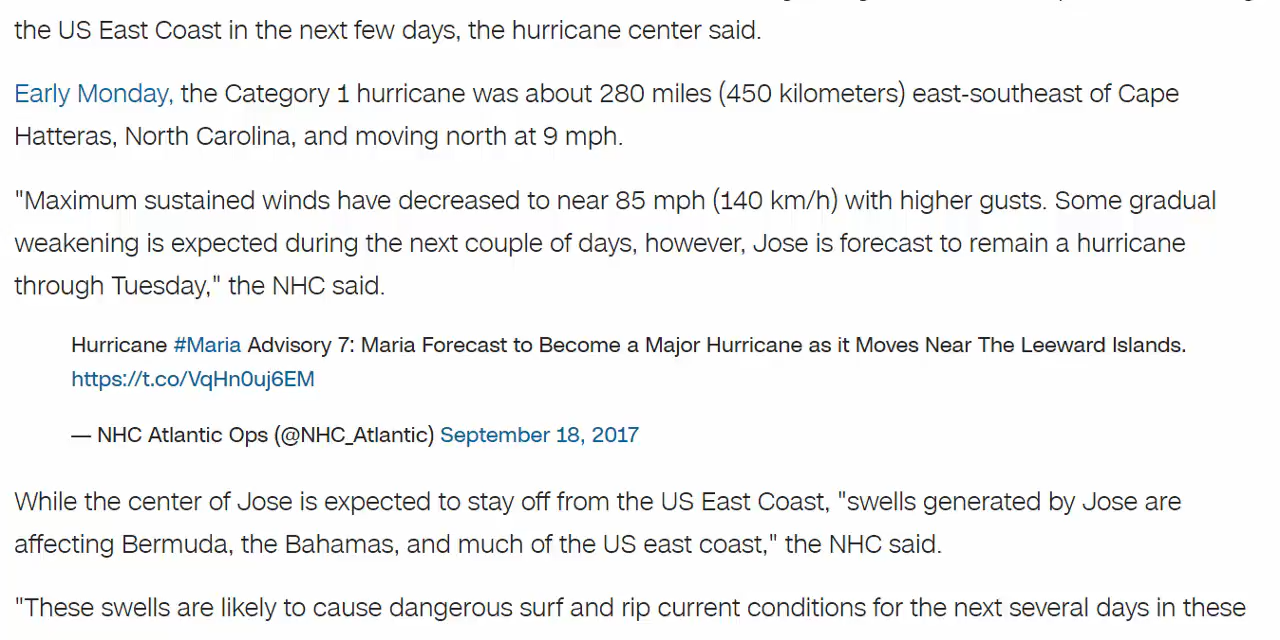 the US East Coast in the next few days, the hurricane center said.
Early Monday, the Category 1 hurricane was about 280 miles (450 kilometers) east-southeast of Cape
Hatteras, North Carolina, and moving north at 9 mph.
"Maximum sustained winds have decreased to near 85 mph (140 km/h) with higher gusts. Some gradual
weakening is expected during the next couple of days, however, Jose is forecast to remain a hurricane
through Tuesday," the NHC said.
Hurricane #Maria Advisory 7: Maria Forecast to Become a Major Hurricane as it Moves Near The Leeward Islands.
https://t.co/VqHn0uj6EM
— NHC Atlantic Ops (@NHC_Atlantic) September 18, 2017
While the center of Jose is expected to stay off from the US East Coast, "swells generated by Jose are
affecting Bermuda, the Bahamas, and much of the US east coast," the NHC said.
"These swells are likely to cause dangerous surf and rip current conditions for the next several days in these